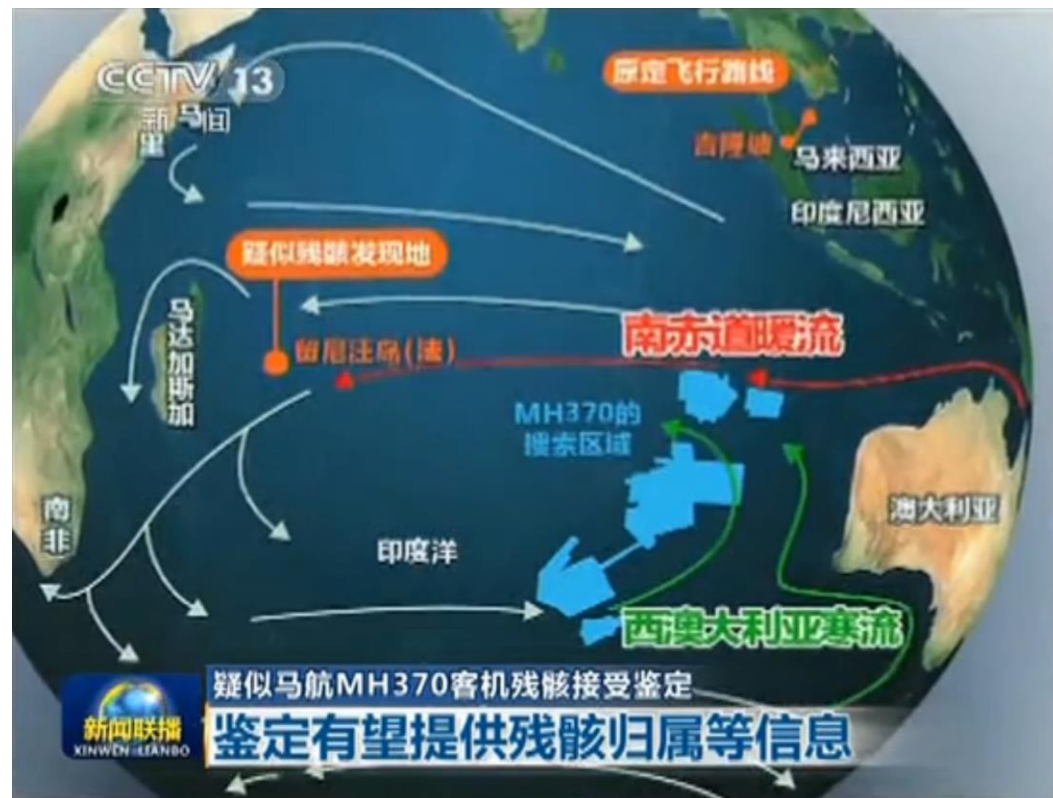 CCTV 13
新闻
索马里
原定飞行路线
吉隆坡
马来西亚
印度尼西亚
疑似残骸发现地
留尼汪岛(法)
南赤道暖流
马达加斯加
MH370的
搜索区域
南非
澳大利亚
印度洋
西澳大利亚寒流
疑似马航MH370客机残骸接受鉴定
新闻联播
XINWEN LIANBO
鉴定有望提供残骸归属等信息